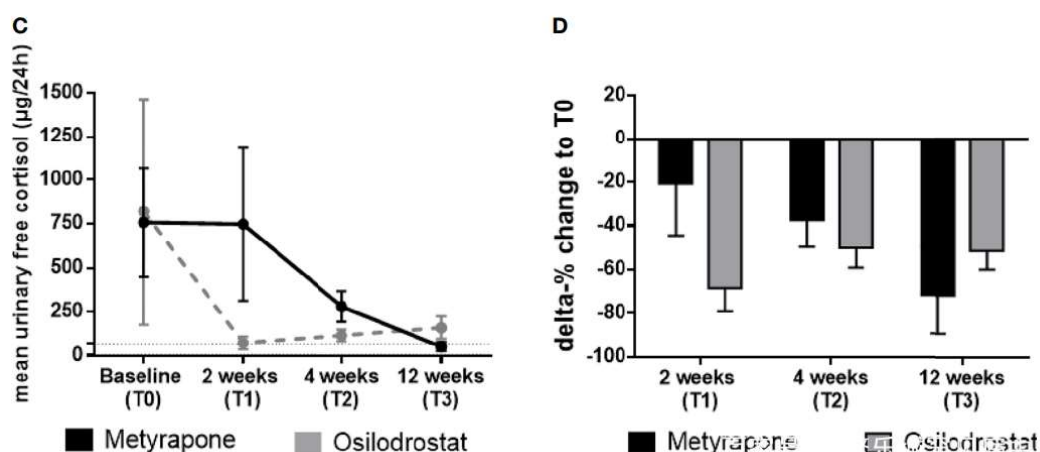 C
D
mean urinary free cortisol (µg/24h)
1500
1250
1000
750
500
250
0
Baseline
(T0)
2 weeks
(T1)
4 weeks
(T2)
12 weeks
(T3)
Metyrapone
Osilodrostat
delta-% change to T0
20
0
-20
-40
-60
-80
-100
2 weeks
(T1)
4 weeks
(T2)
12 weeks
(T3)
Metyrapone
Osilodrostat